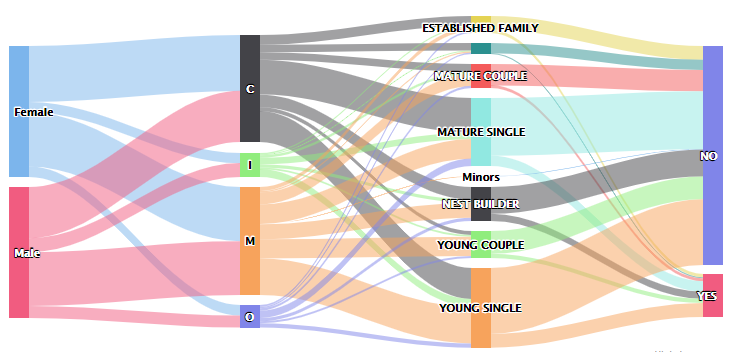 ESTABLISHED FAMILY
MATURE COUPLE
C
Female
MATURE SINGLE
NO
I
Minors
NEST BUILDER
M
YOUNG COUPLE
Male
YES
YOUNG SINGLE
O